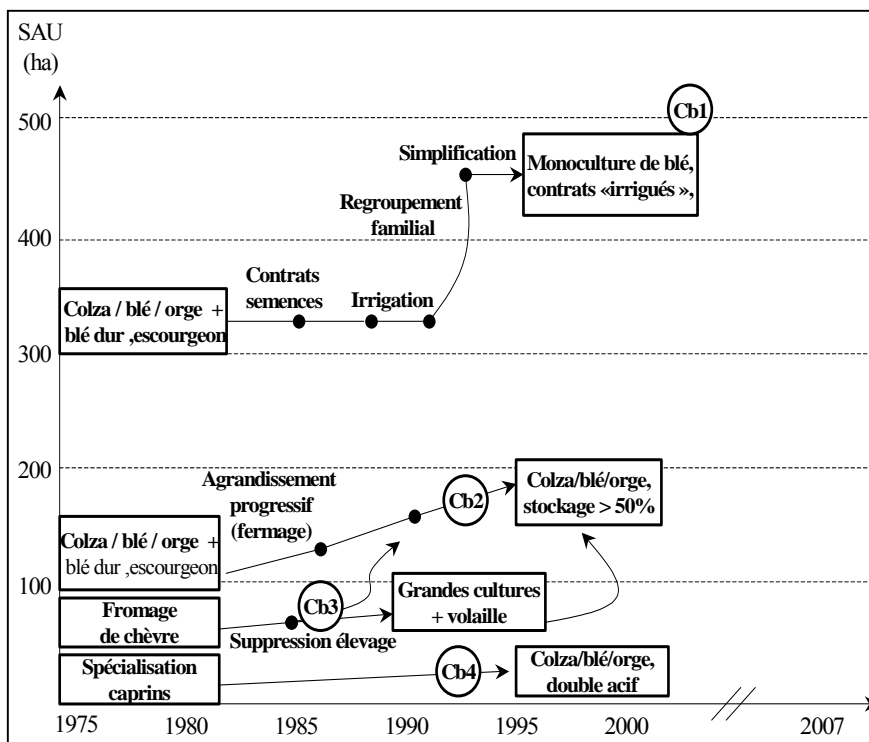 SAU
(ha)
500
400
300
200
100
Cb1
Simplification
Monoculture de blé,
contrats «irrigués »,
Regroupement
familial
Contrats
semences
Irrigation
Colza / blé / orge +
blé dur ,escourgeon
Agrandissement
progressif
(fermage)
Cb2
Colza/blé/orge,
stockage > 50%
Colza / blé / orge +
blé dur ,escourgeon
Cb3
Grandes cultures
+ volaille
Fromage
de chèvre
Suppression élevage
Spécialisation
caprins
Cb4
Colza/blé/orge,
double acif
1975
1980
1985
1990
1995
2000
2007